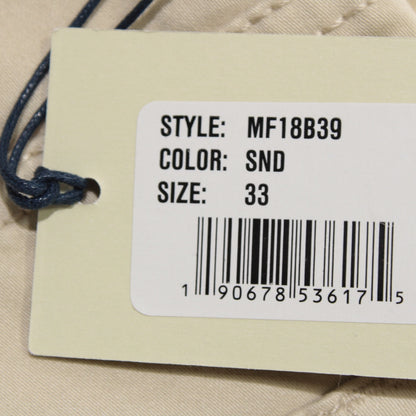 STYLE: MF18B39
COLOR: SND
SIZE: 33
1 90678 53617 5